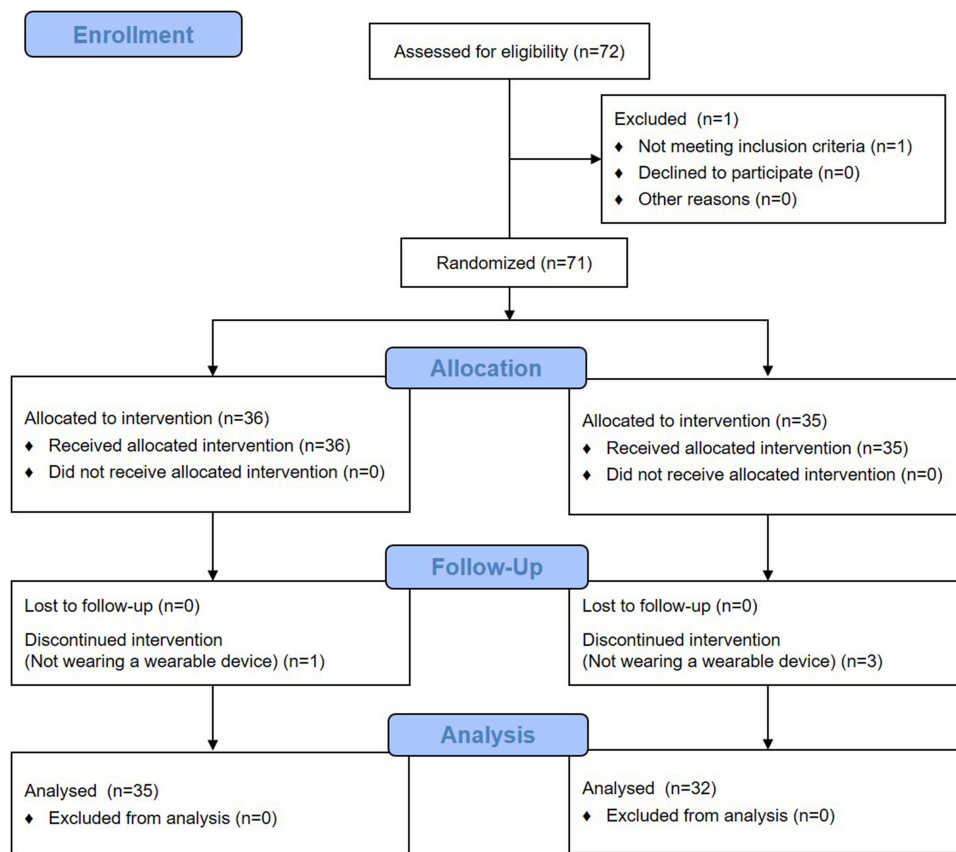 Enrollment
Assessed for eligibility (n=72)
Excluded (n=1)
♦ Not meeting inclusion criteria (n=1)
♦ Declined to participate (n=0)
♦ Other reasons (n=0)
Randomized (n=71)
Allocation
Allocated to intervention (n=36)
♦ Received allocated intervention (n=36)
♦ Did not receive allocated intervention (n=0)
Allocated to intervention (n=35)
♦ Received allocated intervention (n=35)
♦ Did not receive allocated intervention (n=0)
Follow-Up
Lost to follow-up (n=0)
Discontinued intervention
(Not wearing a wearable device) (n=1)
Lost to follow-up (n=0)
Discontinued intervention
(Not wearing a wearable device) (n=3)
Analysis
Analysed (n=35)
♦ Excluded from analysis (n=0)
Analysed (n=32)
♦ Excluded from analysis (n=0)